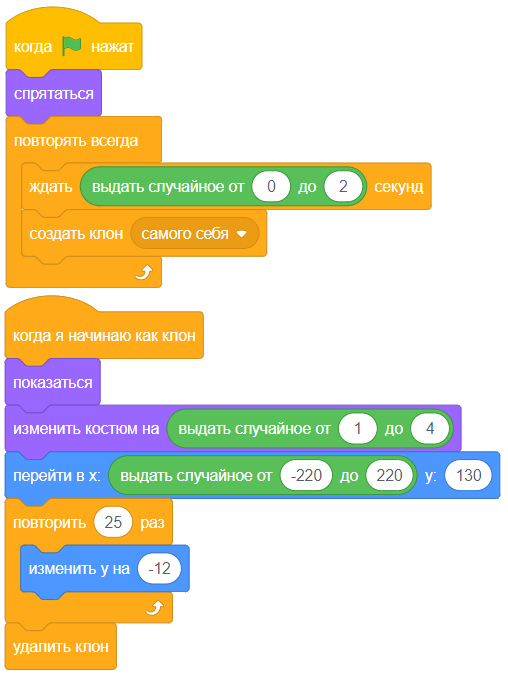 когда нажат
спрятаться
повторять всегда
ждать выдать случайное от 0 до 2 секунд
создать клон самого себя
когда я начинаю как клон
показаться
изменить костюм на выдать случайное от 1 до 4
перейти в x: выдать случайное от -220 до 220 y: 130
повторить 25 раз
изменить y на -12
удалить клон